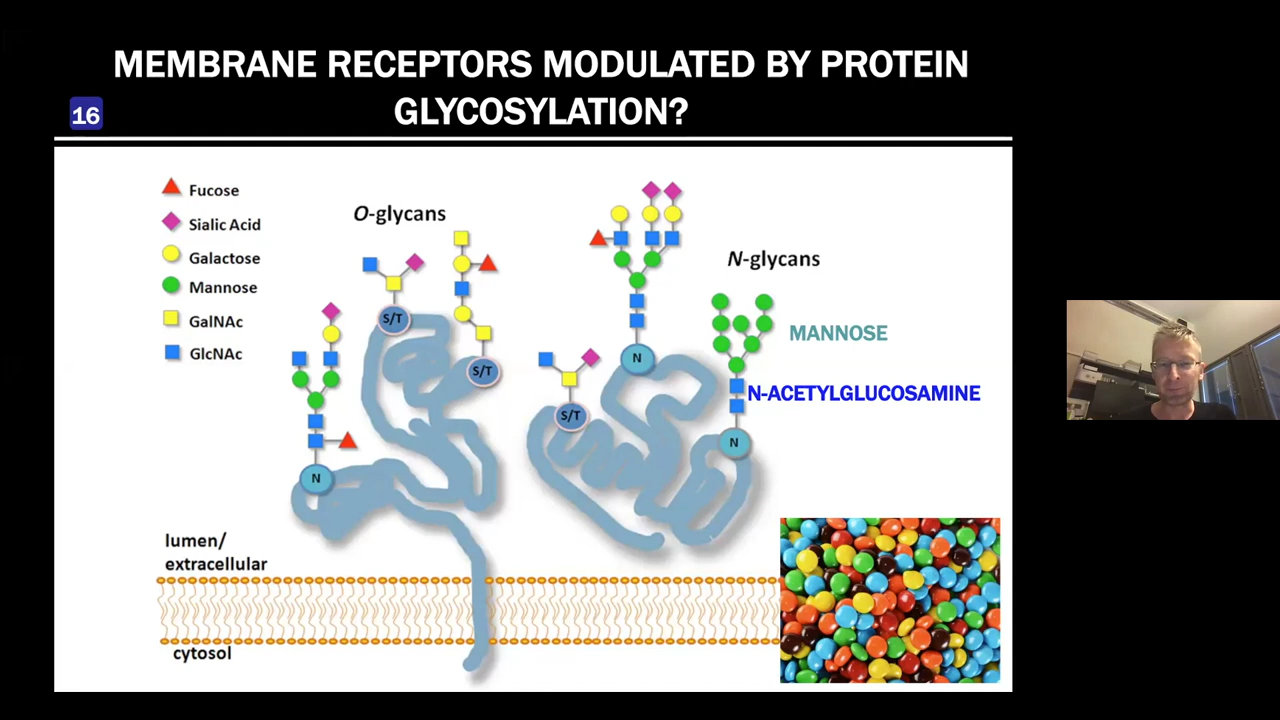 MEMBRANE RECEPTORS MODULATED BY PROTEIN
GLYCOSYLATION?
16
Fucose
Sialic Acid
Galactose
Mannose
GalNAc
GlcNAc
O-glycans
S/T
S/T
N
N-glycans
N
S/T
N
MANNOSE
N-ACETYLGLUCOSAMINE
lumen/
extracellular
cytosol